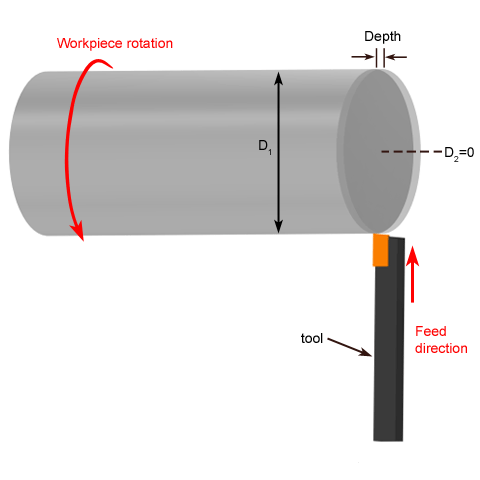 Depth
Workpiece rotation
D₁
D₂=0
Feed
direction
tool